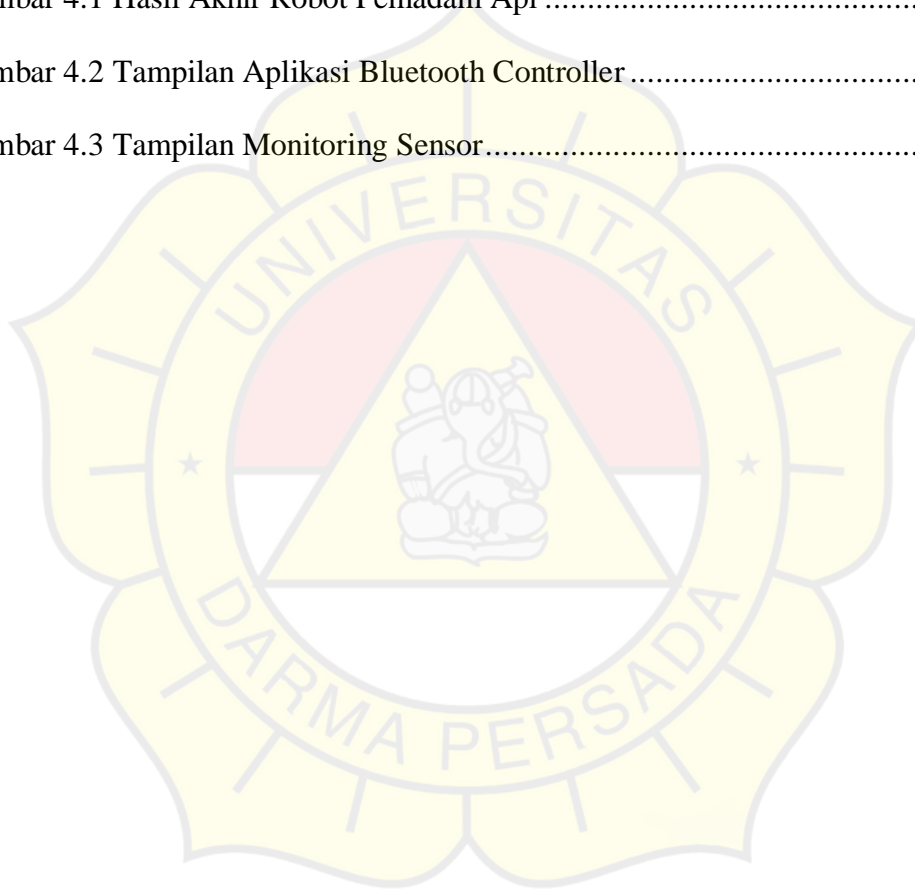 mbar 4.1 Hasil Akhir Robot Pemadam Api ........................................
mbar 4.2 Tampilan Aplikasi Bluetooth Controller ................................
mbar 4.3 Tampilan Monitoring Sensor.................................................
UNIVERSITAS
DARMA PERSADA